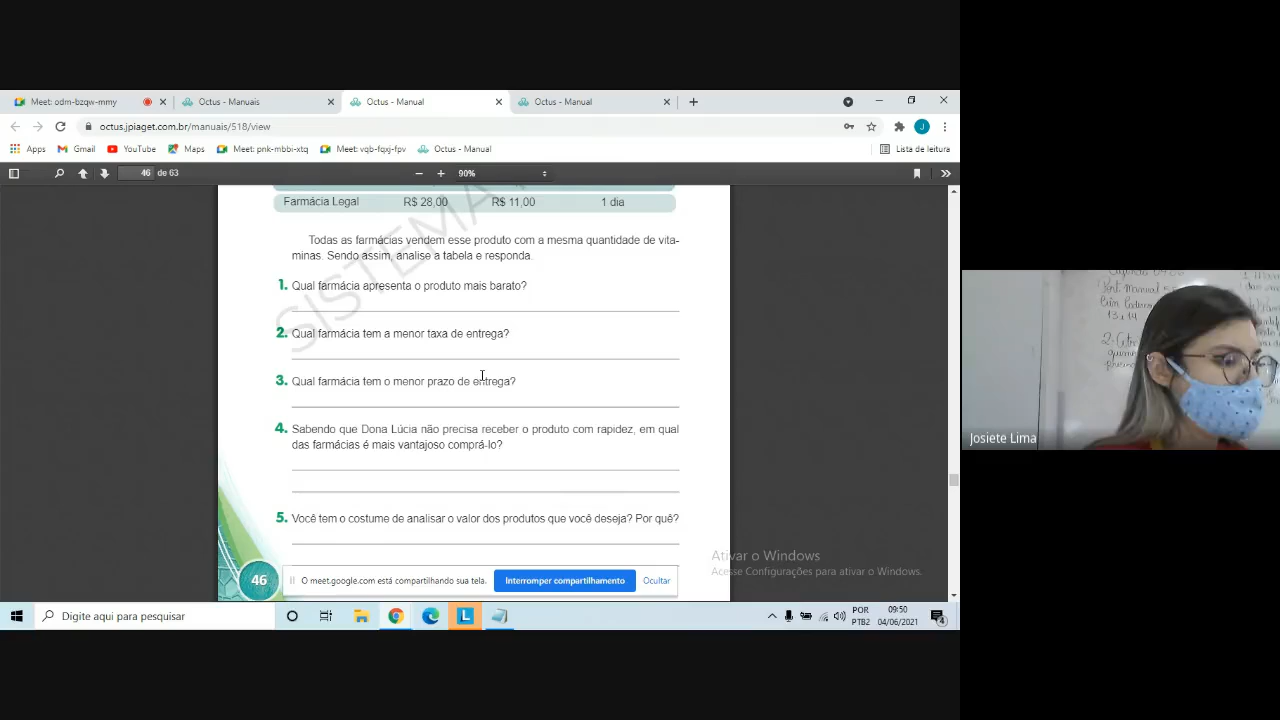 Meet: odm-bzqw-mmy
Octus - Manuais
Octus - Manual
Octus - Manual
octus.jpiaget.com.br/manuais/518/view
Apps
Gmail
YouTube
Maps
Meet: pnk-mbbi-xtq
Meet: vqb-fqxj-fpv
Octus - Manual
Lista de leitura
46 de 63
90%
SISTEMA
Farmácia Legal R$ 28,00 R$ 11,00 1 dia
Todas as farmácias vendem esse produto com a mesma quantidade de vita-
minas. Sendo assim, analise a tabela e responda.
1. Qual farmácia apresenta o produto mais barato?
2. Qual farmácia tem a menor taxa de entrega?
3. Qual farmácia tem o menor prazo de entrega?
4. Sabendo que Dona Lúcia não precisa receber o produto com rapidez, em qual
das farmácias é mais vantajoso comprá-lo?
5. Você tem o costume de analisar o valor dos produtos que você deseja? Por quê?
46
O meet.google.com está compartilhando sua tela.
Interromper compartilhamento
Ocultar
Ativar o Windows
Acesse Configurações para ativar o Windows.
Digite aqui para pesquisar
L
POR
PTB2
09:50
04/06/2021
4
J
Manual
13 e 14
Josiete Lima